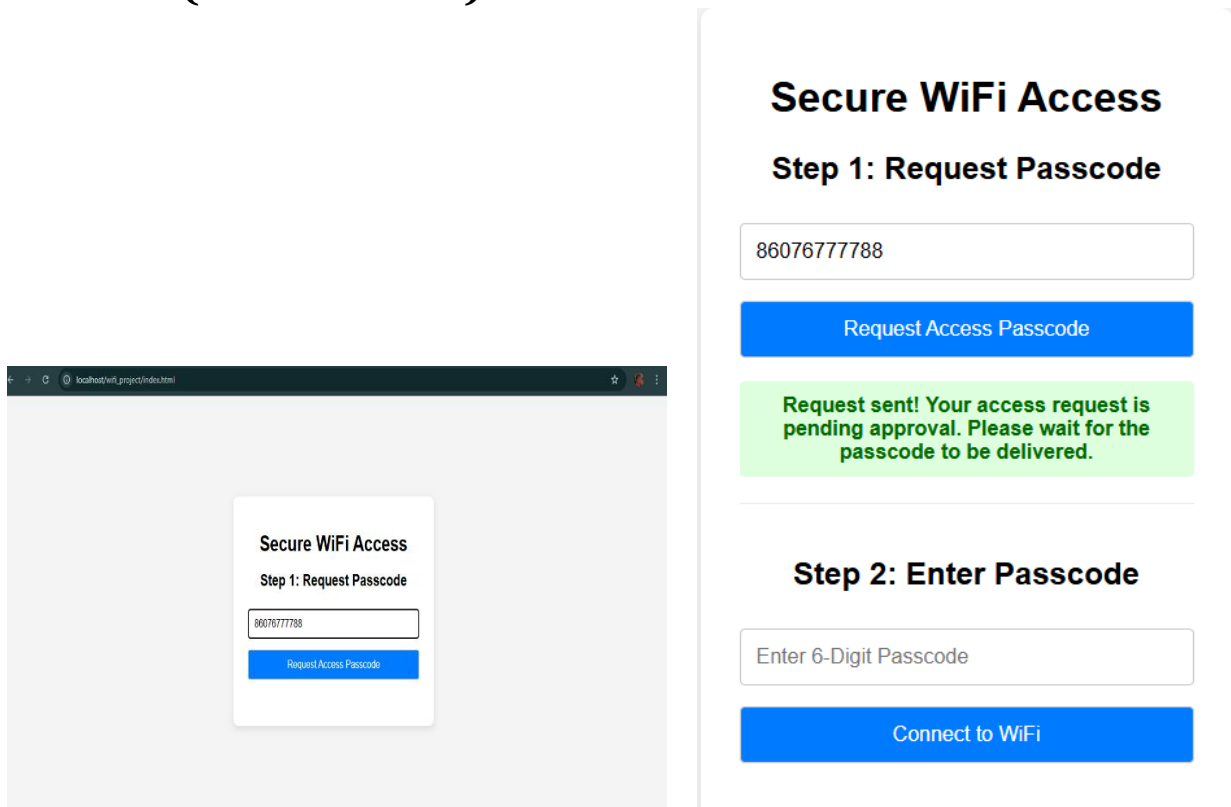 localhost/wifi_project/index.html
Secure WiFi Access
Step 1: Request Passcode
86076777788
Request Access Passcode
Secure WiFi Access
Step 1: Request Passcode
86076777788
Request Access Passcode
Request sent! Your access request is
pending approval. Please wait for the
passcode to be delivered.
Step 2: Enter Passcode
Enter 6-Digit Passcode
Connect to WiFi